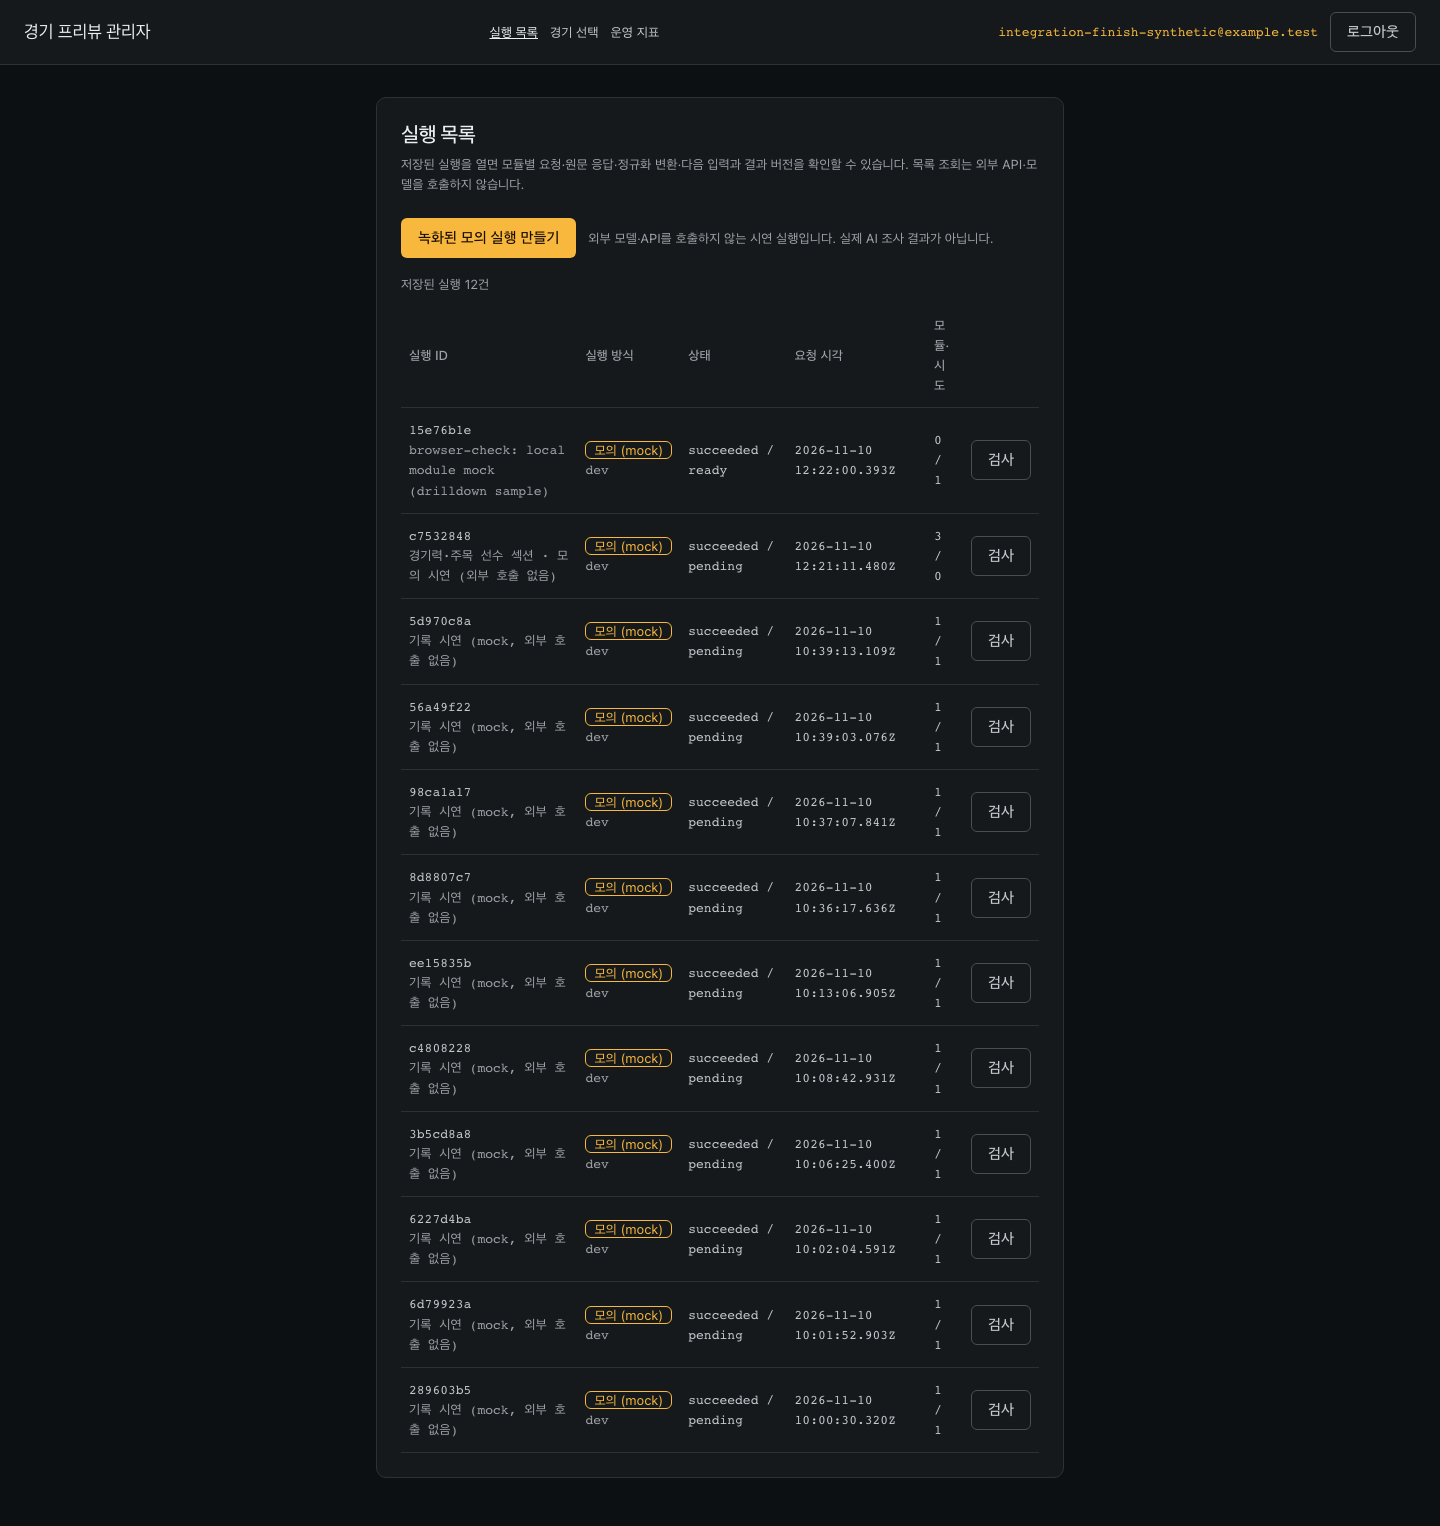 경기 프리뷰 관리자
실행 목록 경기 선택 운영 지표
integration-finish-synthetic@example.test
로그아웃
실행 목록
저장된 실행을 열면 모듈별 요청·원문 응답·정규화 변환·다음 입력과 결과 버전을 확인할 수 있습니다. 목록 조회는 외부 API·모
델을 호출하지 않습니다.
녹화된 모의 실행 만들기
외부 모델·API를 호출하지 않는 시연 실행입니다. 실제 AI 조사 결과가 아닙니다.
저장된 실행 12건
실행 ID
실행 방식
상태
요청 시각
모
듈·
시
도
15e76b1e
browser-check: local
module mock
(drilldown sample)
모의 (mock)
dev
succeeded /
ready
2026-11-10
12:22:00.393Z
0
/
1
검사
c7532848
경기력·주목 선수 섹션 · 모
의 시연 (외부 호출 없음)
모의 (mock)
dev
succeeded /
pending
2026-11-10
12:21:11.480Z
3
/
0
검사
5d970c8a
기록 시연 (mock, 외부 호
출 없음)
모의 (mock)
dev
succeeded /
pending
2026-11-10
10:39:13.109Z
1
/
1
검사
56a49f22
기록 시연 (mock, 외부 호
출 없음)
모의 (mock)
dev
succeeded /
pending
2026-11-10
10:39:03.076Z
1
/
1
검사
98ca1a17
기록 시연 (mock, 외부 호
출 없음)
모의 (mock)
dev
succeeded /
pending
2026-11-10
10:37:07.841Z
1
/
1
검사
8d8807c7
기록 시연 (mock, 외부 호
출 없음)
모의 (mock)
dev
succeeded /
pending
2026-11-10
10:36:17.636Z
1
/
1
검사
ee15835b
기록 시연 (mock, 외부 호
출 없음)
모의 (mock)
dev
succeeded /
pending
2026-11-10
10:13:06.905Z
1
/
1
검사
c4808228
기록 시연 (mock, 외부 호
출 없음)
모의 (mock)
dev
succeeded /
pending
2026-11-10
10:08:42.931Z
1
/
1
검사
3b5cd8a8
기록 시연 (mock, 외부 호
출 없음)
모의 (mock)
dev
succeeded /
pending
2026-11-10
10:06:25.400Z
1
/
1
검사
6227d4ba
기록 시연 (mock, 외부 호
출 없음)
모의 (mock)
dev
succeeded /
pending
2026-11-10
10:02:04.591Z
1
/
1
검사
6d79923a
기록 시연 (mock, 외부 호
출 없음)
모의 (mock)
dev
succeeded /
pending
2026-11-10
10:01:52.903Z
1
/
1
검사
289603b5
기록 시연 (mock, 외부 호
출 없음)
모의 (mock)
dev
succeeded /
pending
2026-11-10
10:00:30.320Z
1
/
1
검사